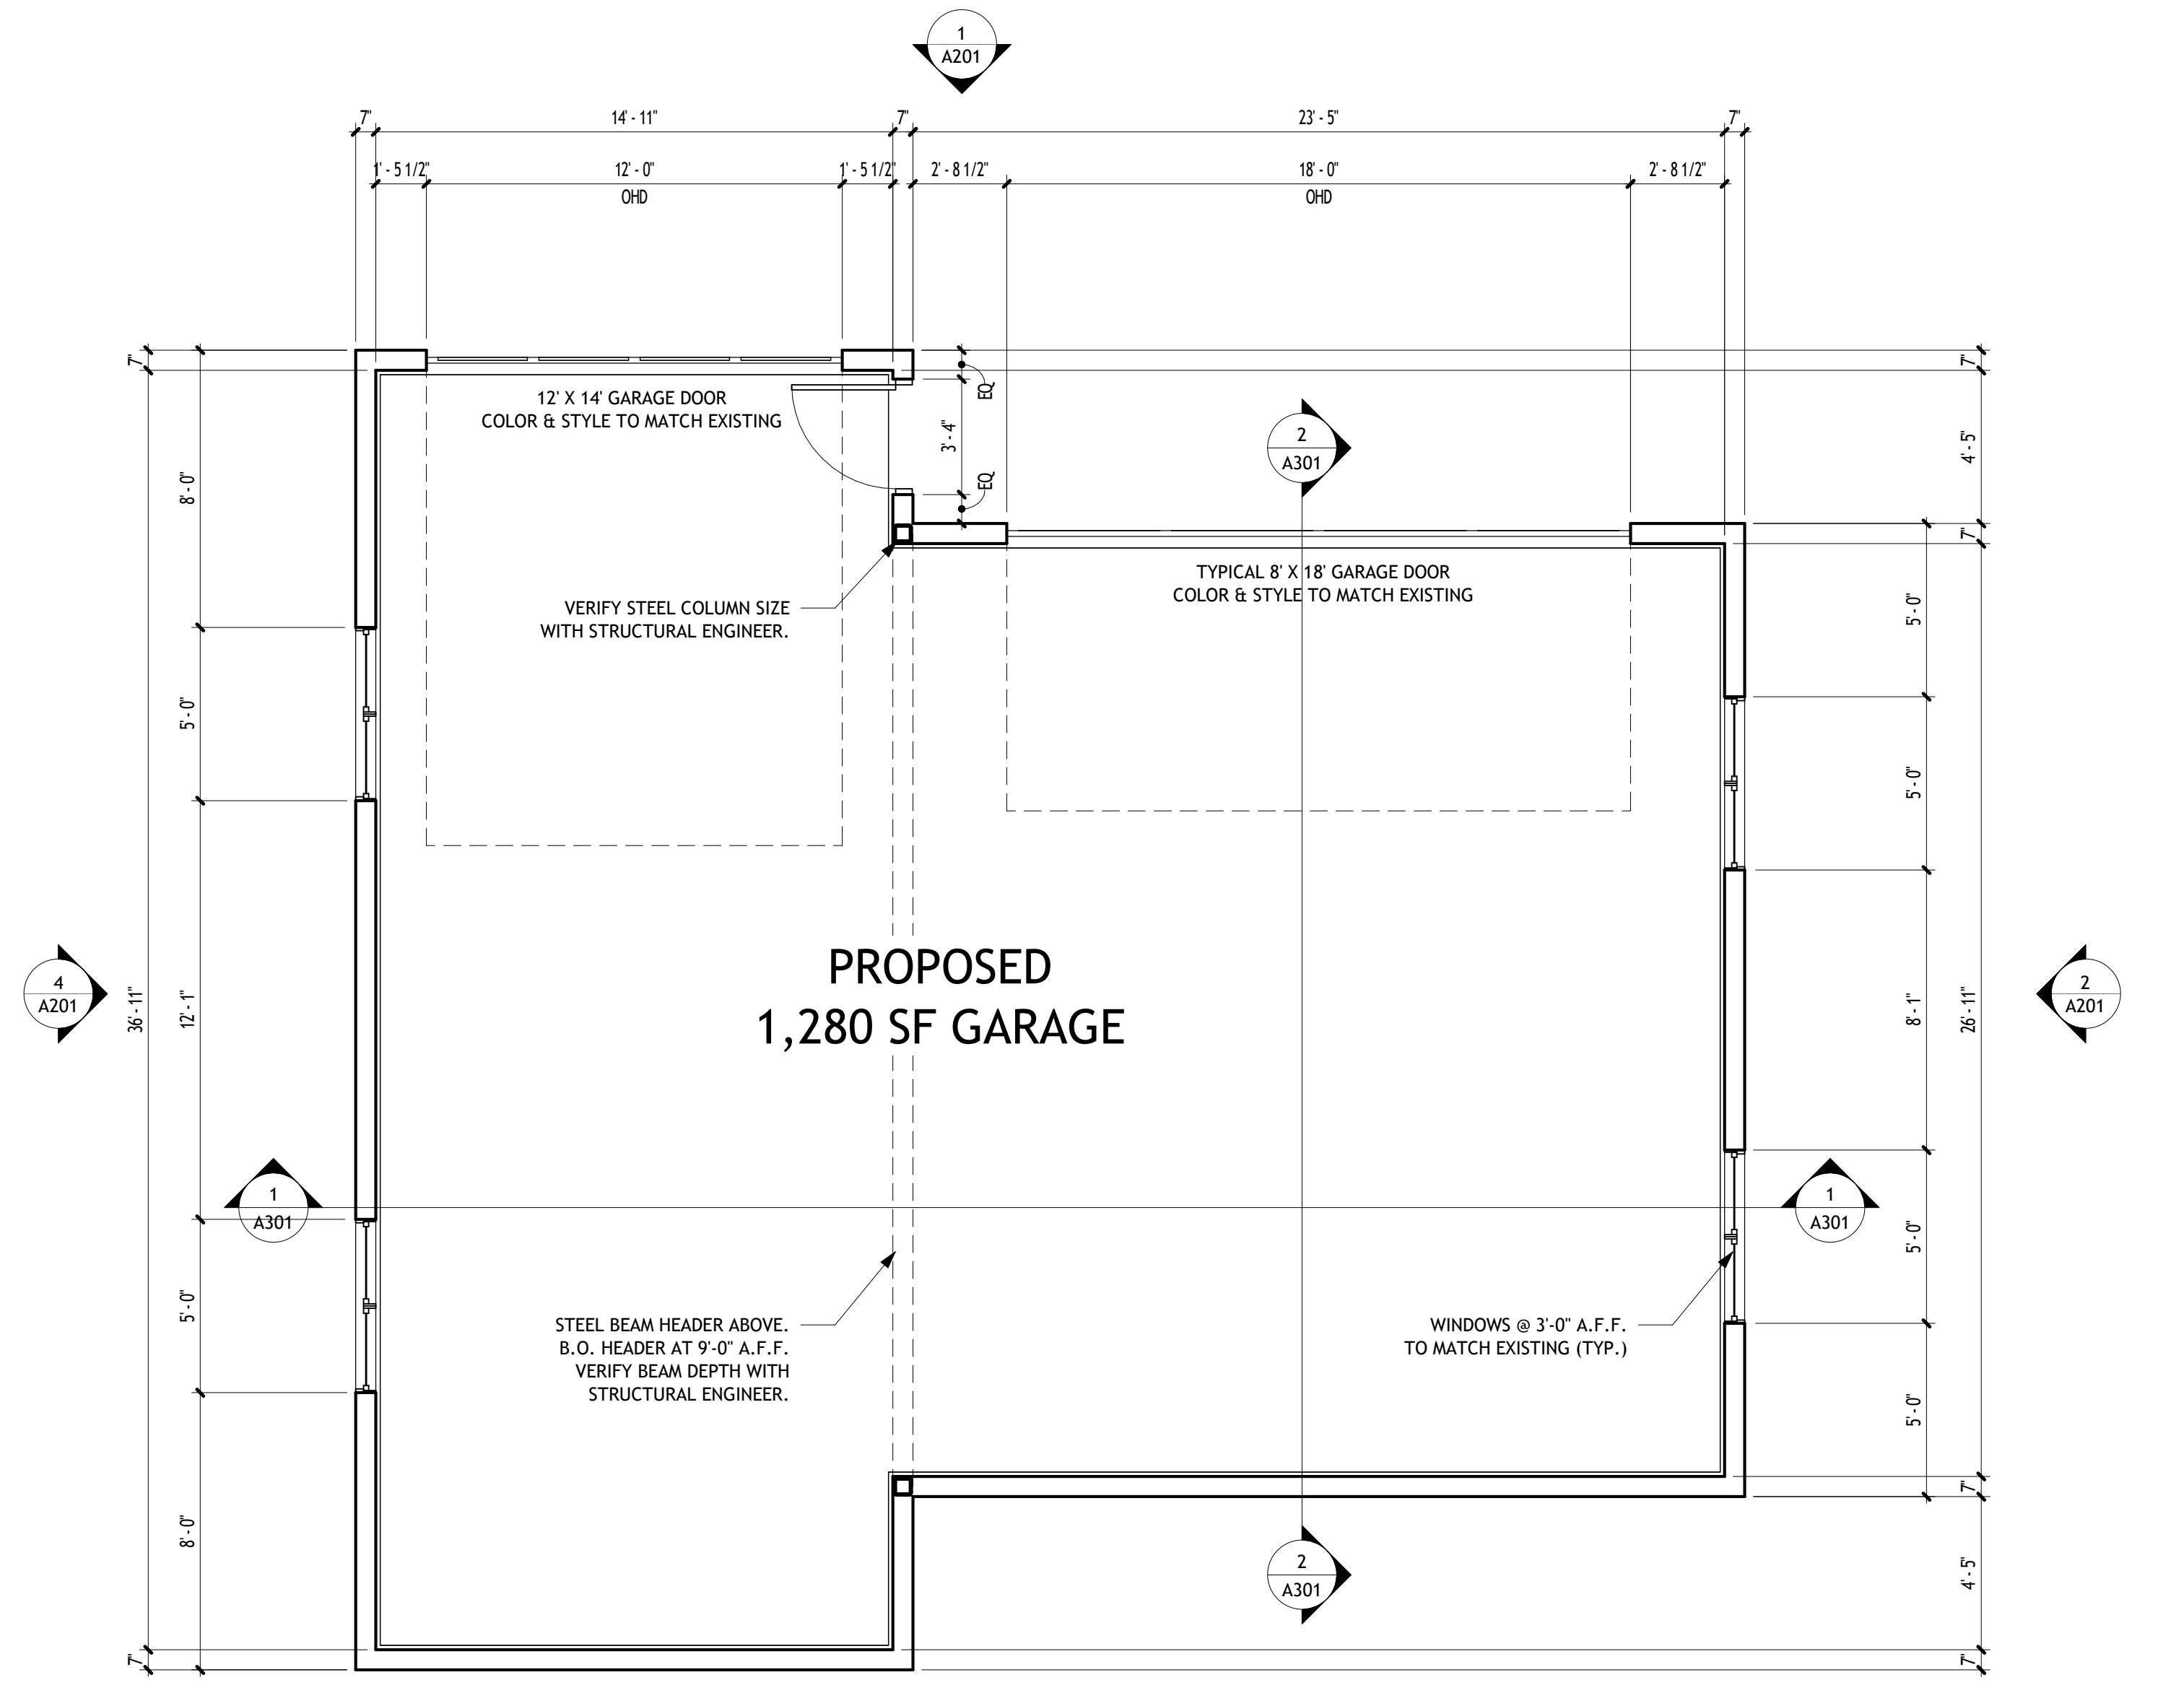 1
A201
7"
14' - 11"
7"
23' - 5"
7"
1' - 5 1/2"
12' - 0"
1' - 5 1/2"
2' - 8 1/2"
18' - 0"
2' - 8 1/2"
OHD
OHD
7"
7"
12' X 14' GARAGE DOOR
COLOR & STYLE TO MATCH EXISTING
EQ
3' - 4"
EQ
2
A301
4' - 5"
8' - 0"
7"
TYPICAL 8' X 18' GARAGE DOOR
COLOR & STYLE TO MATCH EXISTING
VERIFY STEEL COLUMN SIZE
WITH STRUCTURAL ENGINEER.
5' - 0"
5' - 0"
5' - 0"
PROPOSED
1,280 SF GARAGE
4
A201
36' - 11"
12' - 1"
8' - 1"
26' - 11"
2
A201
1
A301
1
A301
5' - 0"
5' - 0"
STEEL BEAM HEADER ABOVE.
B.O. HEADER AT 9'-0" A.F.F.
VERIFY BEAM DEPTH WITH
STRUCTURAL ENGINEER.
WINDOWS @ 3'-0" A.F.F.
TO MATCH EXISTING (TYP.)
5' - 0"
7"
8' - 0"
2
A301
4' - 5"
7"
7"